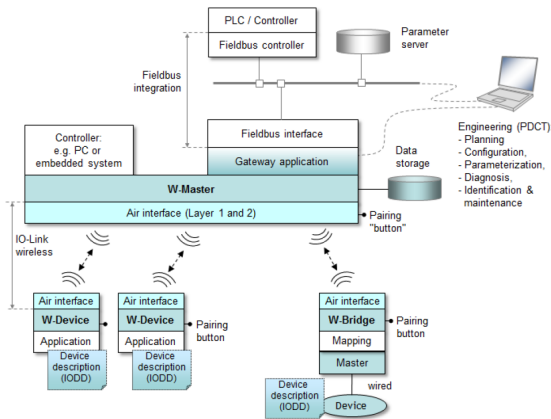 PLC / Controller
Fieldbus controller
Parameter
server
Fieldbus
integration
Controller:
e.g. PC or
embedded system
Fieldbus interface
Gateway application
Engineering (PDCT)
- Planning
- Configuration,
- Parameterization,
- Diagnosis,
- Identification &
maintenance
Data
storage
W-Master
Air interface (Layer 1 and 2)
Pairing
"button"
IO-Link
wireless
Air interface
W-Device
Application
Device
description
(IODD)
Air interface
W-Device
Application
Pairing
button
Device
description
(IODD)
Air interface
W-Bridge
Mapping
Master
Pairing
button
wired
Device
description
(IODD)
Device